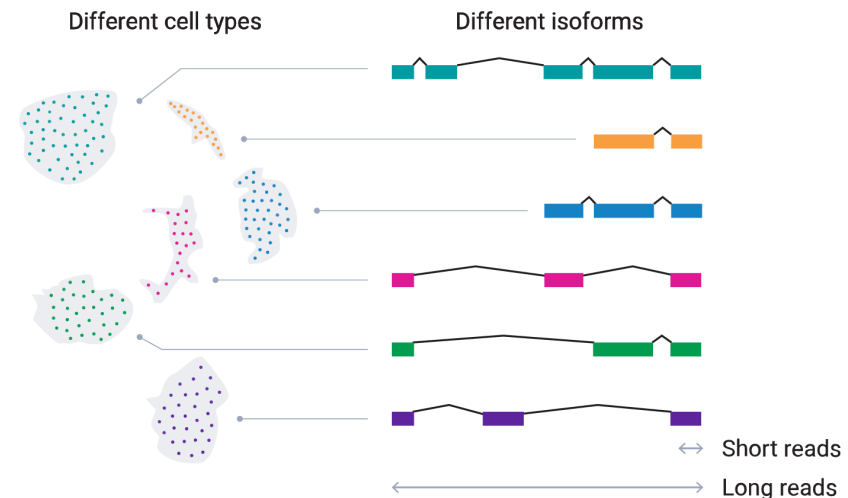 Different cell types
Different isoforms
Short reads
Long reads